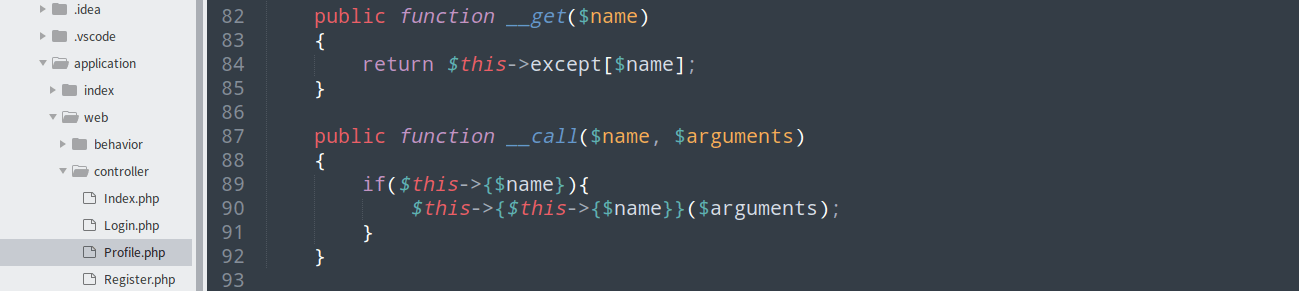 .idea
.vscode
application
index
web
behavior
controller
Index.php
Login.php
Profile.php
Register.php
82 public function __get($name)
83 {
84 return $this->except[$name];
85 }
86
87 public function __call($name, $arguments)
88 {
89 if($this->{$name}){
90 $this->{$this->{$name}}($arguments);
91 }
92 }
93